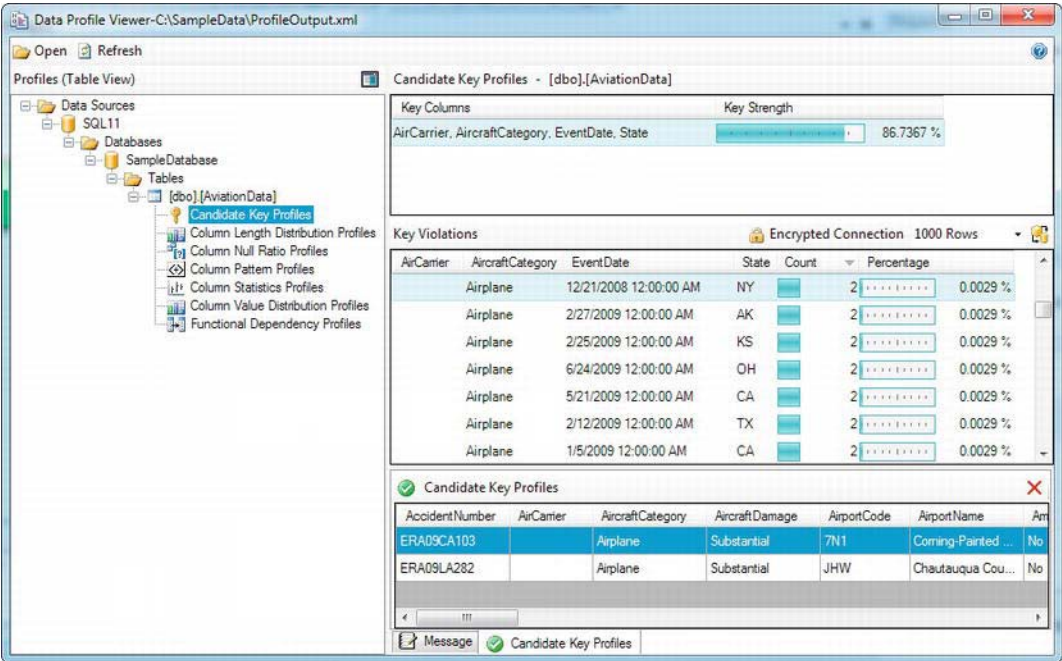 Data Profile Viewer-C:\SampleData\ProfileOutput.xml
Open Refresh
Profiles (Table View)
Data Sources
SQL11
Databases
SampleDatabase
Tables
[dbo].[AviationData]
Candidate Key Profiles
Column Length Distribution Profiles
Column Null Ratio Profiles
Column Pattern Profiles
Column Statistics Profiles
Column Value Distribution Profiles
Functional Dependency Profiles
Candidate Key Profiles - [dbo].[AviationData]
Key Columns Key Strength
AirCarrier, AircraftCategory, EventDate, State 86.7367 %
Key Violations Encrypted Connection 1000 Rows
AirCarrier AircraftCategory EventDate State Count Percentage
Airplane 12/21/2008 12:00:00 AM NY 2 0.0029 %
Airplane 2/27/2009 12:00:00 AM AK 2 0.0029 %
Airplane 2/25/2009 12:00:00 AM KS 2 0.0029 %
Airplane 6/24/2009 12:00:00 AM OH 2 0.0029 %
Airplane 5/21/2009 12:00:00 AM CA 2 0.0029 %
Airplane 2/12/2009 12:00:00 AM TX 2 0.0029 %
Airplane 1/5/2009 12:00:00 AM CA 2 0.0029 %
Candidate Key Profiles
AccidentNumber AirCarrier AircraftCategory AircraftDamage AirportCode AirportName Am
ERA09CA103 Airplane Substantial 7N1 Corning-Painted ... No
ERA09LA282 Airplane Substantial JHW Chautauqua Cou... No
Message Candidate Key Profiles